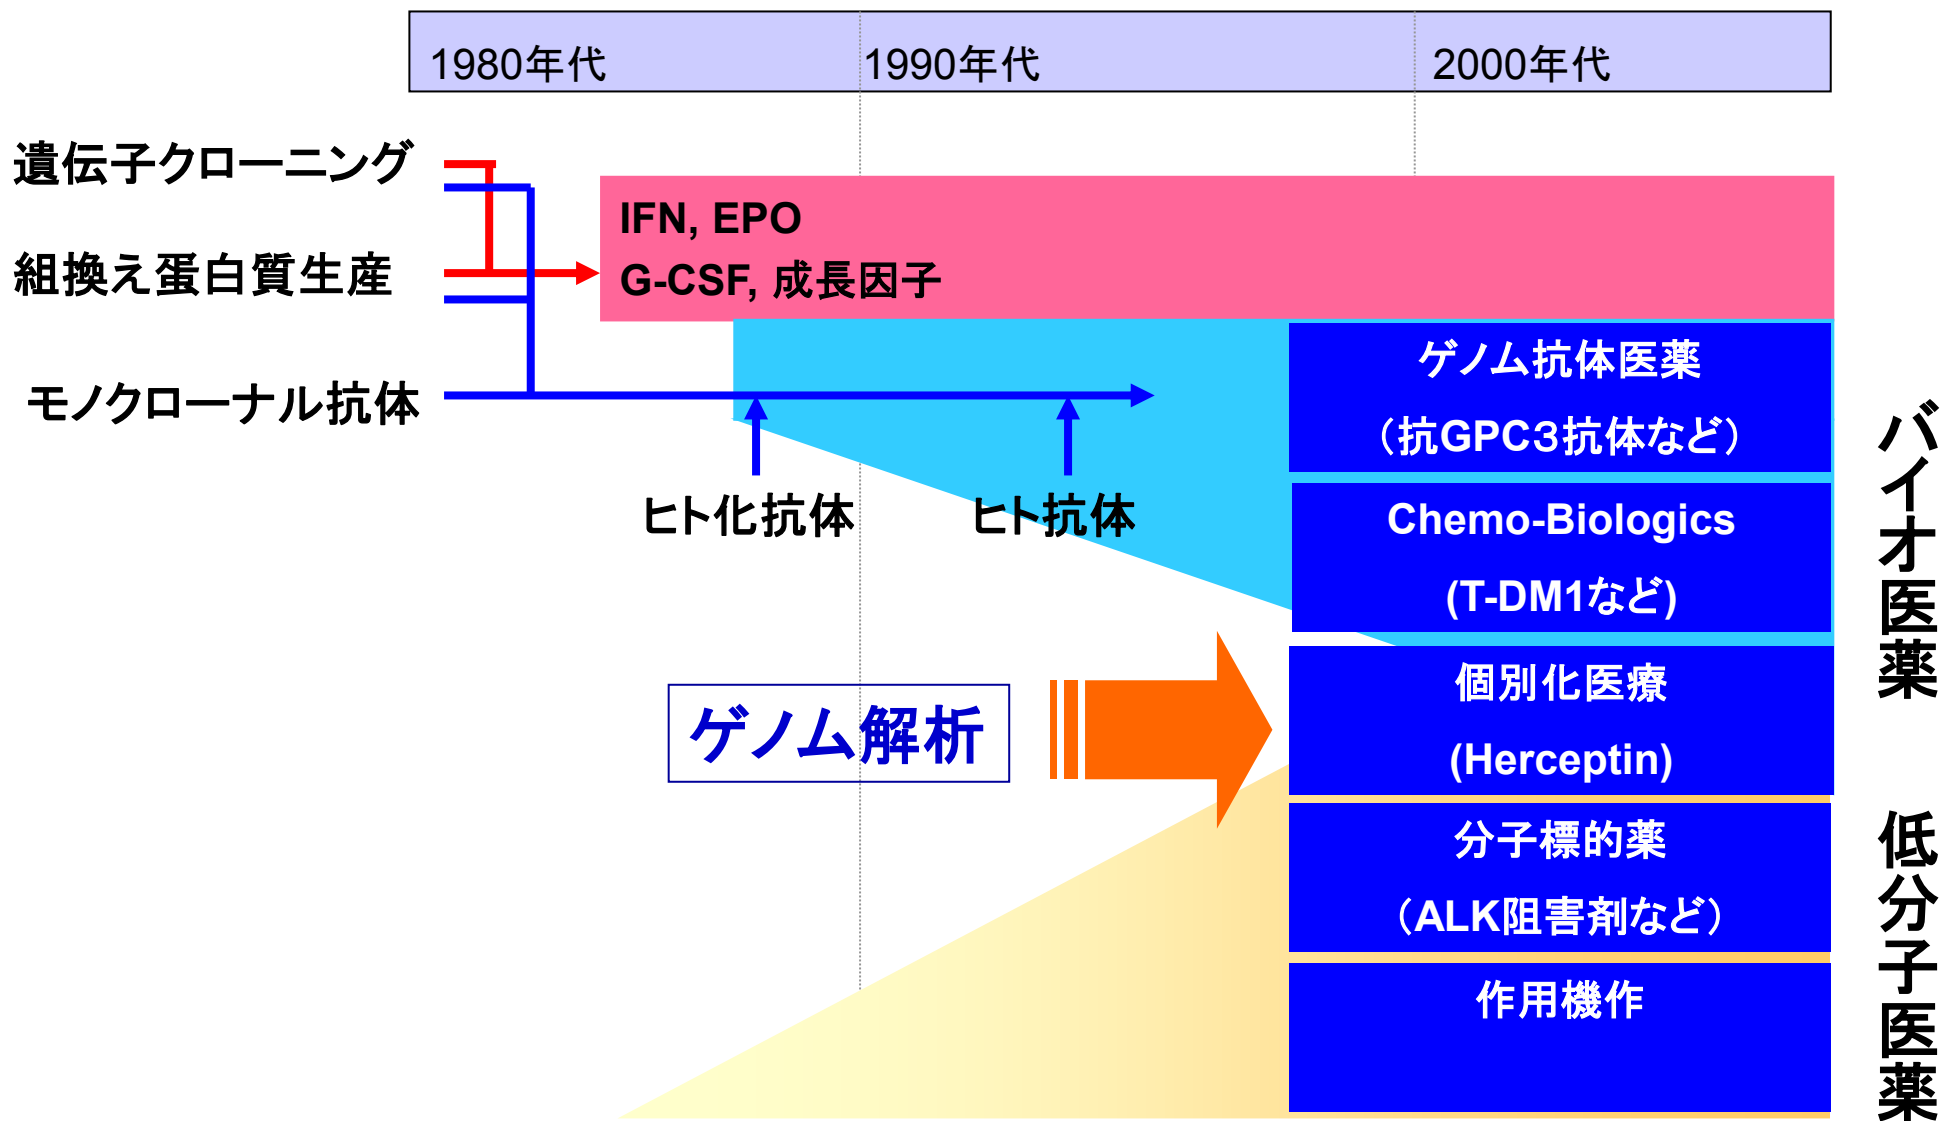 1980年代
1990年代
2000年代
遺伝子クローニング
組換え蛋白質生産
モノクローナル抗体
IFN, EPO
G-CSF, 成長因子
ヒト化抗体
ヒト抗体
ゲノム解析
ゲノム抗体医薬
（抗GPC３抗体など）
Chemo-Biologics
(T-DM1など)
個別化医療
(Herceptin)
分子標的薬
（ALK阻害剤など）
作用機作
バイオ医薬
低分子医薬